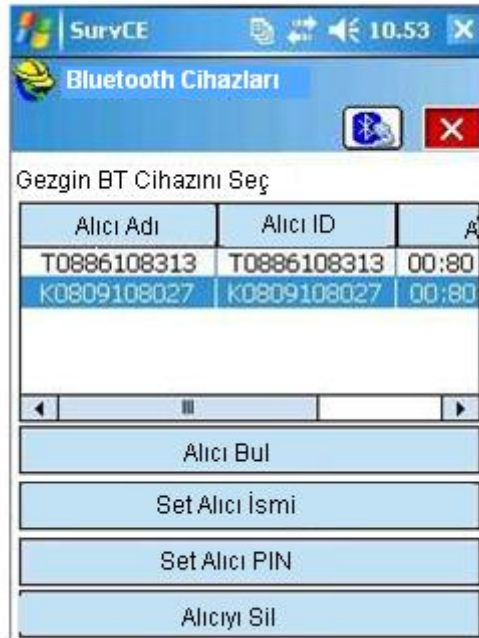 SurvCE 10.53
Bluetooth Cihazları
Gezgin BT Cihazını Seç
Alıcı Adı Alıcı ID A
T0886108313 T0886108313 00:80
K0809108027 K0809108027 00:80
Alıcı Bul
Set Alıcı İsmi
Set Alıcı PIN
Alıcıyı Sil